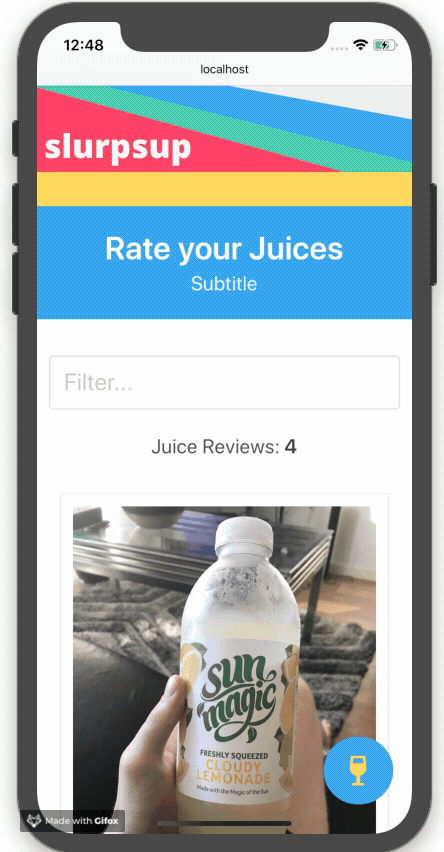 12:48
localhost
slurpsup
Rate your Juices
Subtitle
Filter...
Juice Reviews: 4
sun
magic
FRESHLY SQUEEZED
CLOUDY
LEMONADE
Made with the Magic of the Sun
Made with Gifox